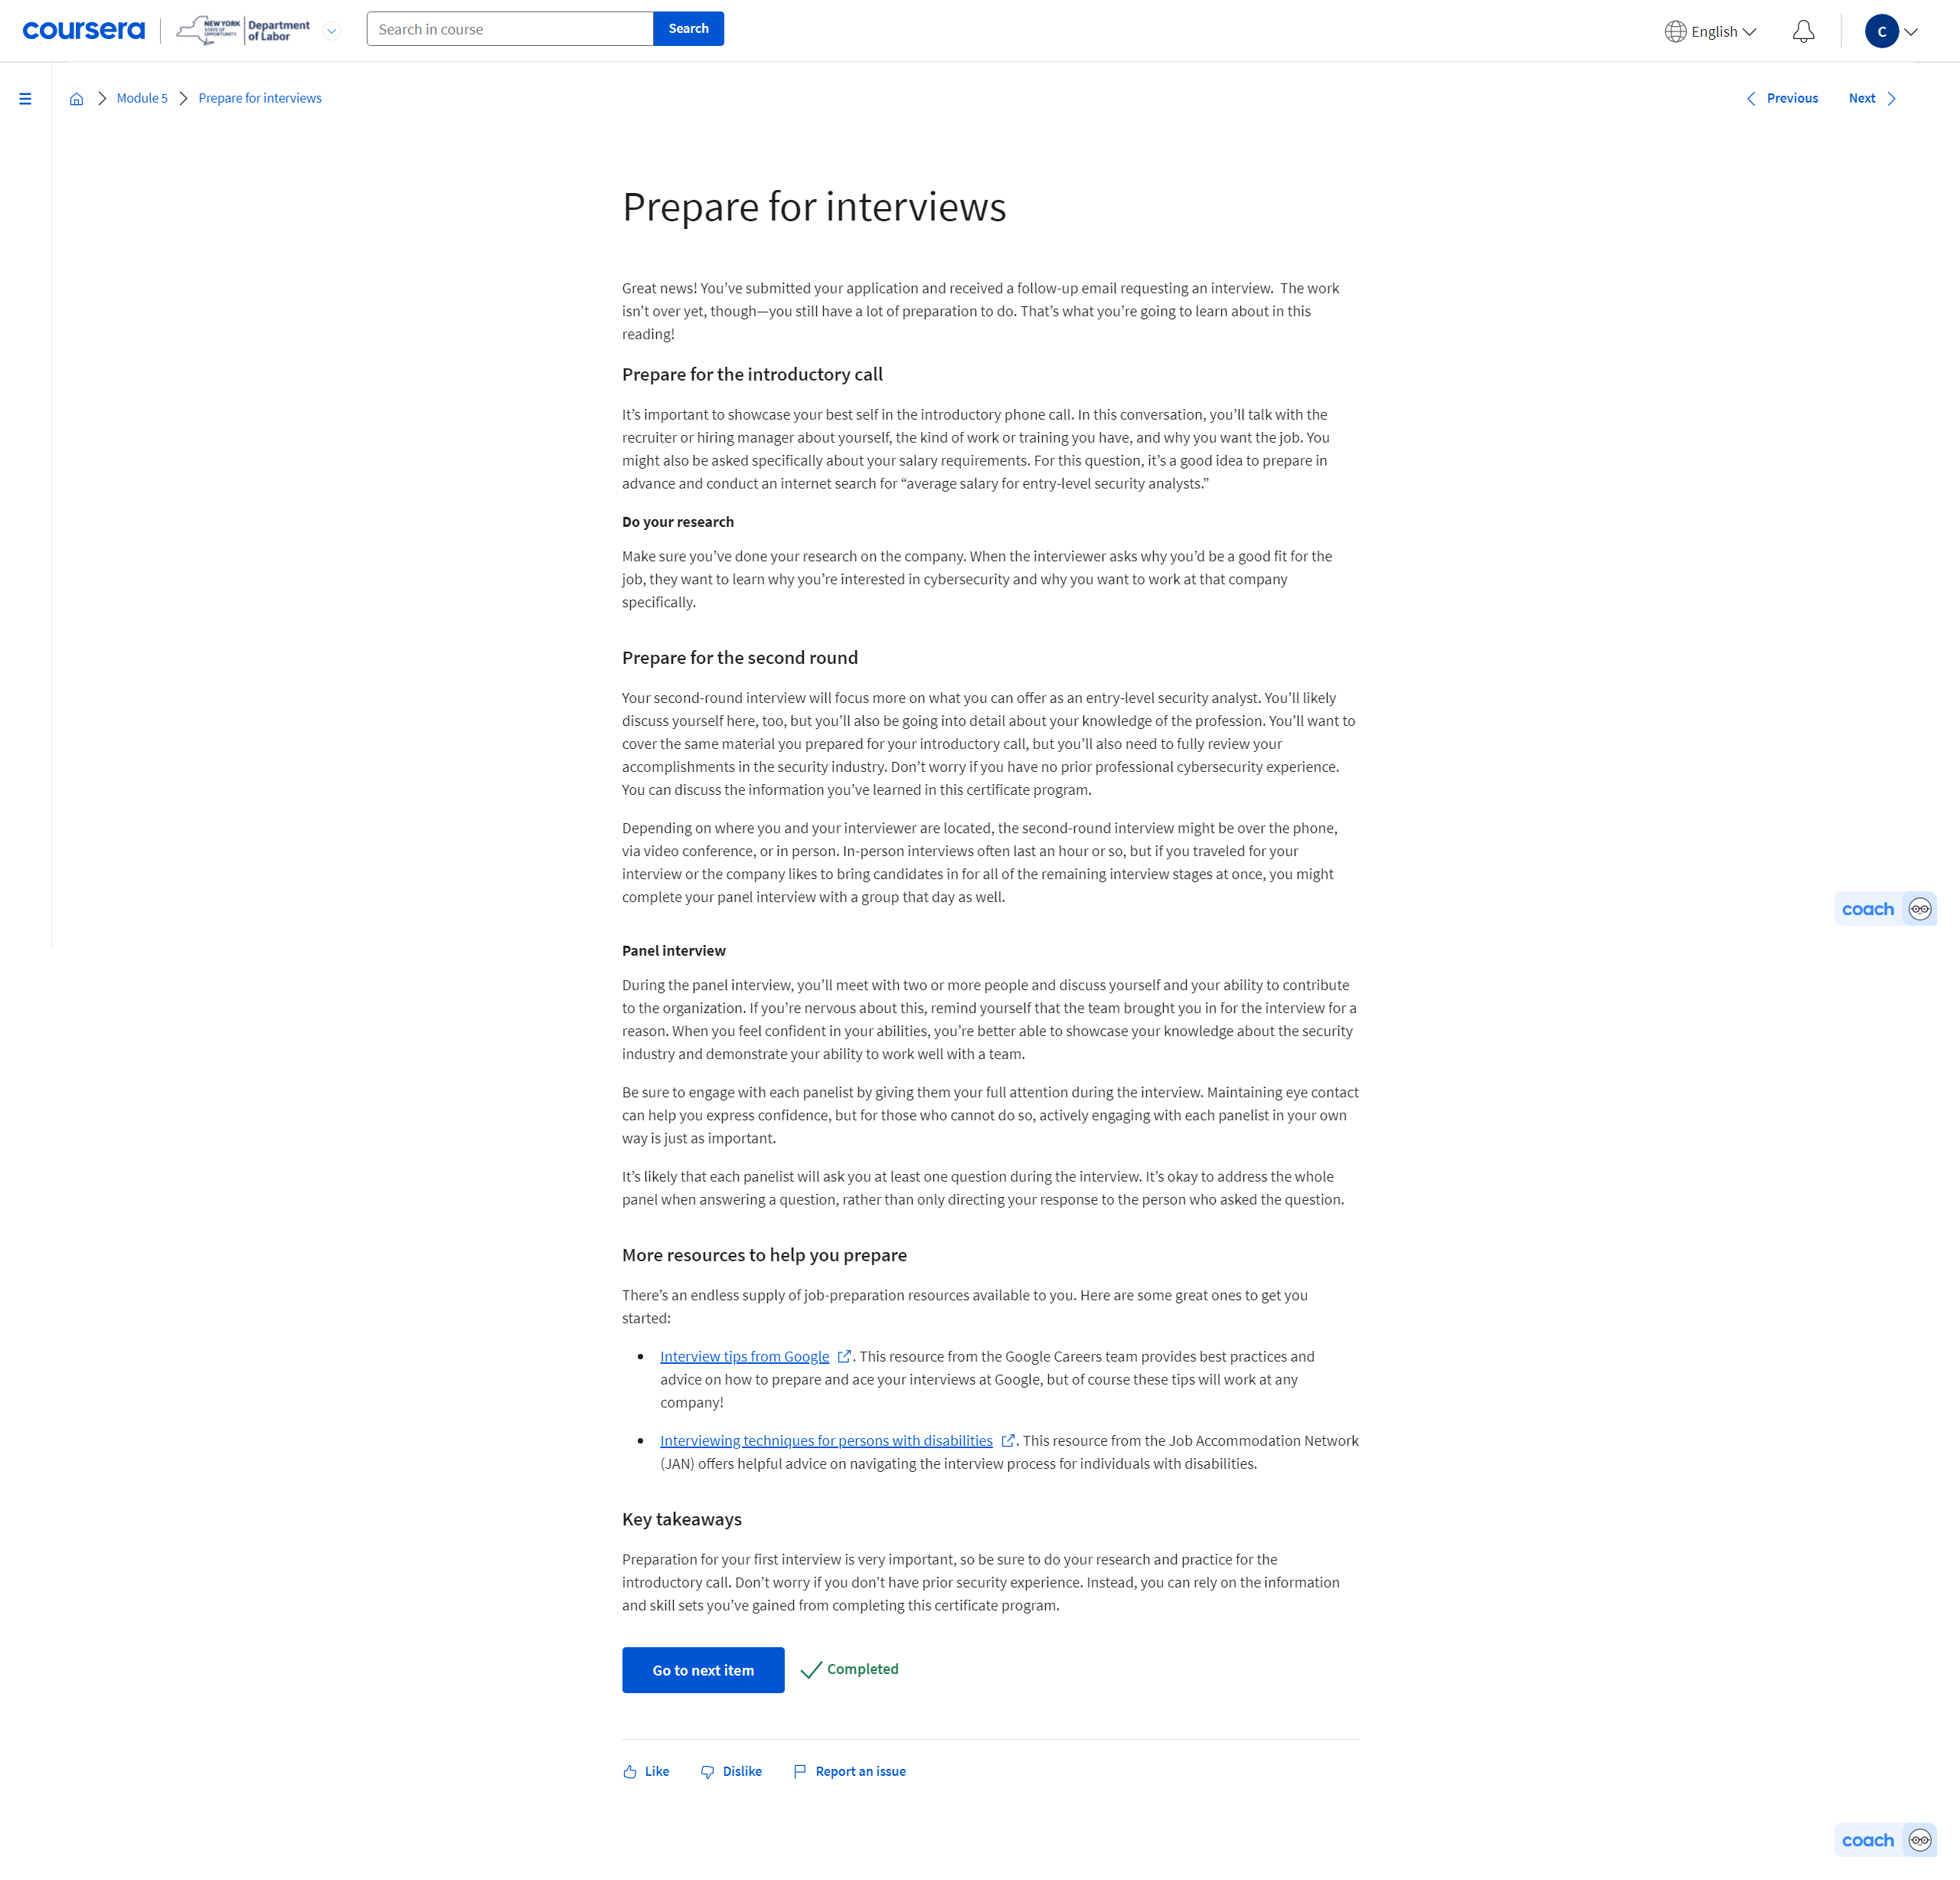 coursera
NEW YORK
STATE OF
OPPORTUNITY.
Department
of Labor
Search in course
Search
English
C
Module 5
Prepare for interviews
Previous
Next
Prepare for interviews
Great news! You’ve submitted your application and received a follow-up email requesting an interview.  The work
isn’t over yet, though—you still have a lot of preparation to do. That’s what you’re going to learn about in this
reading!
Prepare for the introductory call
It’s important to showcase your best self in the introductory phone call. In this conversation, you’ll talk with the
recruiter or hiring manager about yourself, the kind of work or training you have, and why you want the job. You
might also be asked specifically about your salary requirements. For this question, it’s a good idea to prepare in
advance and conduct an internet search for “average salary for entry-level security analysts.”
Do your research
Make sure you’ve done your research on the company. When the interviewer asks why you’d be a good fit for the
job, they want to learn why you’re interested in cybersecurity and why you want to work at that company
specifically.
Prepare for the second round
Your second-round interview will focus more on what you can offer as an entry-level security analyst. You’ll likely
discuss yourself here, too, but you’ll also be going into detail about your knowledge of the profession. You’ll want to
cover the same material you prepared for your introductory call, but you’ll also need to fully review your
accomplishments in the security industry. Don’t worry if you have no prior professional cybersecurity experience.
You can discuss the information you’ve learned in this certificate program.
Depending on where you and your interviewer are located, the second-round interview might be over the phone,
via video conference, or in person. In-person interviews often last an hour or so, but if you traveled for your
interview or the company likes to bring candidates in for all of the remaining interview stages at once, you might
complete your panel interview with a group that day as well.
coach
Panel interview
During the panel interview, you’ll meet with two or more people and discuss yourself and your ability to contribute
to the organization. If you’re nervous about this, remind yourself that the team brought you in for the interview for a
reason. When you feel confident in your abilities, you’re better able to showcase your knowledge about the security
industry and demonstrate your ability to work well with a team.
Be sure to engage with each panelist by giving them your full attention during the interview. Maintaining eye contact
can help you express confidence, but for those who cannot do so, actively engaging with each panelist in your own
way is just as important.
It’s likely that each panelist will ask you at least one question during the interview. It’s okay to address the whole
panel when answering a question, rather than only directing your response to the person who asked the question.
More resources to help you prepare
There’s an endless supply of job-preparation resources available to you. Here are some great ones to get you
started:
Interview tips from Google . This resource from the Google Careers team provides best practices and
advice on how to prepare and ace your interviews at Google, but of course these tips will work at any
company!
Interviewing techniques for persons with disabilities . This resource from the Job Accommodation Network
(JAN) offers helpful advice on navigating the interview process for individuals with disabilities.
Key takeaways
Preparation for your first interview is very important, so be sure to do your research and practice for the
introductory call. Don’t worry if you don’t have prior security experience. Instead, you can rely on the information
and skill sets you’ve gained from completing this certificate program.
Go to next item
Completed
Like
Dislike
Report an issue
coach